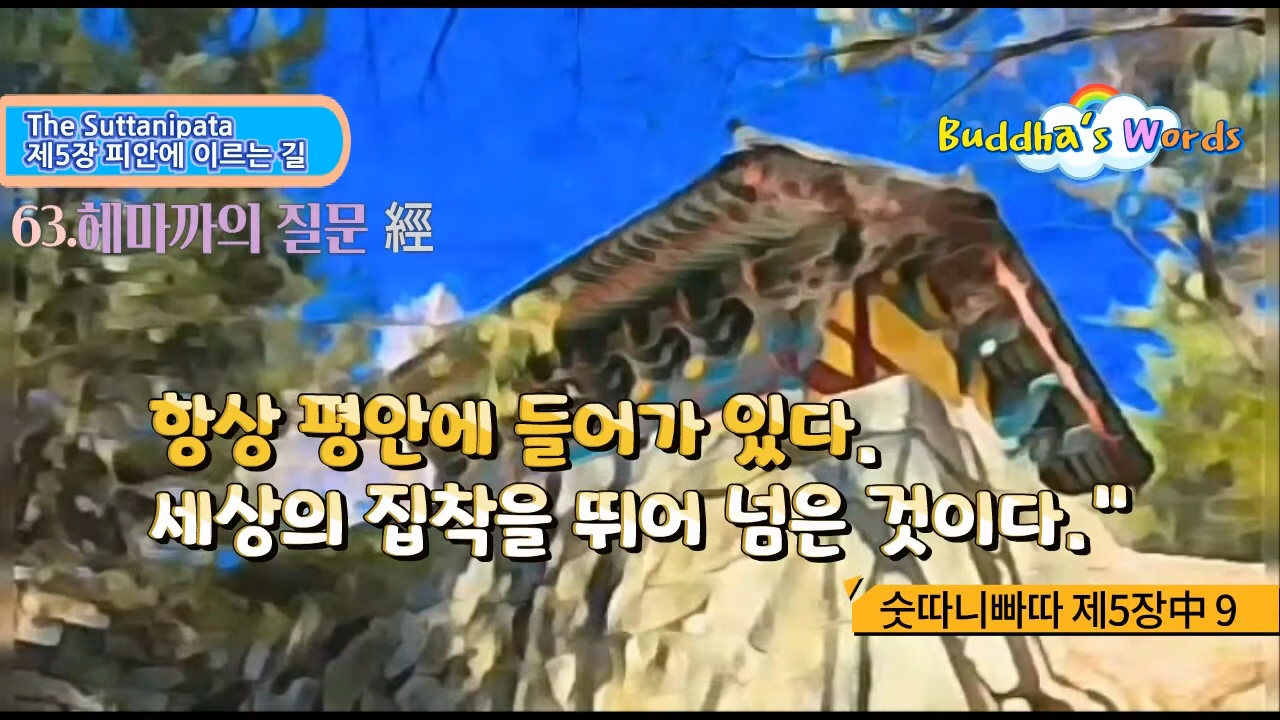 The Suttanipata
제5장 피안에 이르는 길
Buddha's Words
63.헤마까의 질문 經
항상 평안에 들어가 있다.
세상의 집착을 뛰어 넘은 것이다."
숫따니빠따 제5장中 9